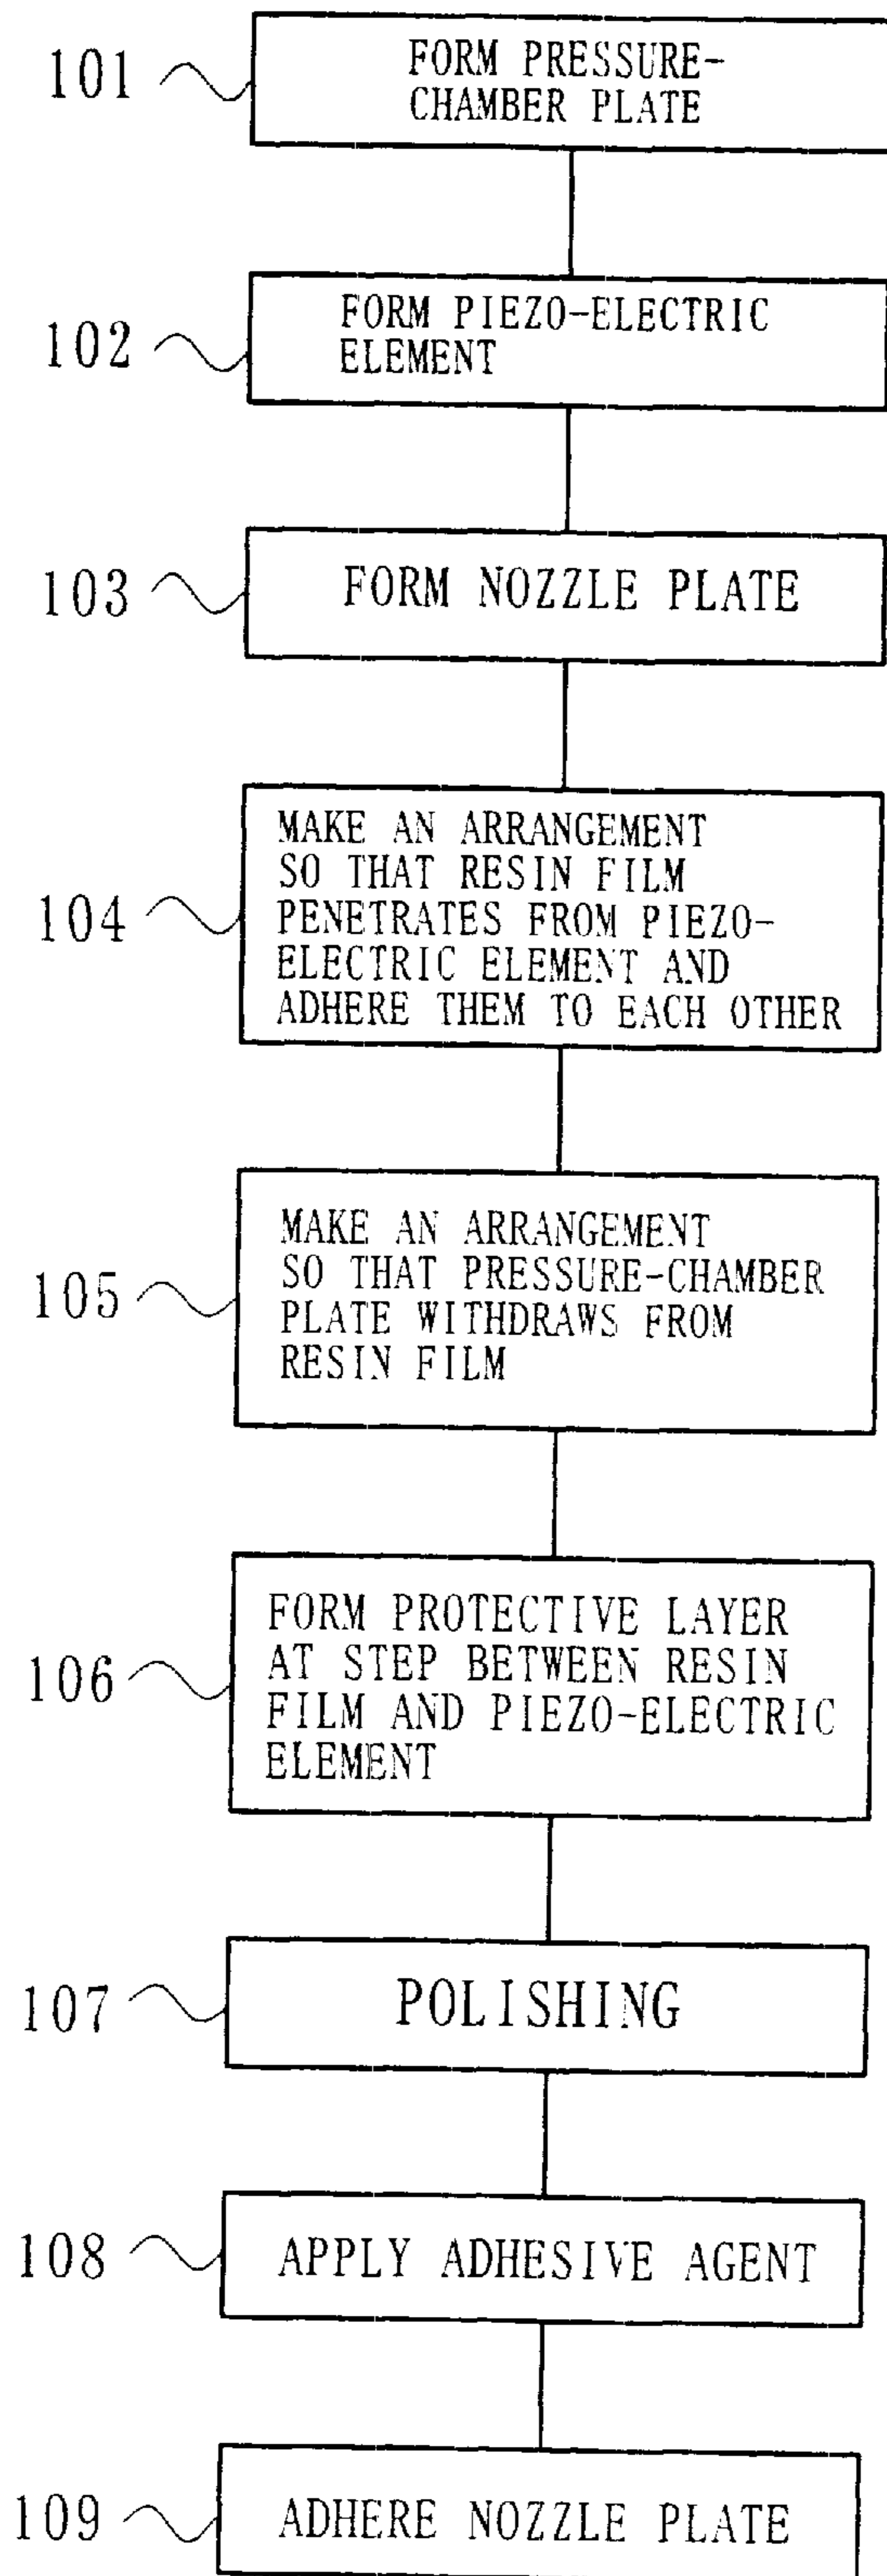 101
FORM PRESSURE-
CHAMBER PLATE
102
FORM PIEZO-ELECTRIC
ELEMENT
103
FORM NOZZLE PLATE
104
MAKE AN ARRANGEMENT
SO THAT RESIN FILM
PENETRATES FROM PIEZO-
ELECTRIC ELEMENT AND
ADHERE THEM TO EACH OTHER
105
MAKE AN ARRANGEMENT
SO THAT PRESSURE-CHAMBER
PLATE WITHDRAWS FROM
RESIN FILM
106
FORM PROTECTIVE LAYER
AT STEP BETWEEN RESIN
FILM AND PIEZO-ELECTRIC
ELEMENT
107
POLISHING
108
APPLY ADHESIVE AGENT
109
ADHERE NOZZLE PLATE